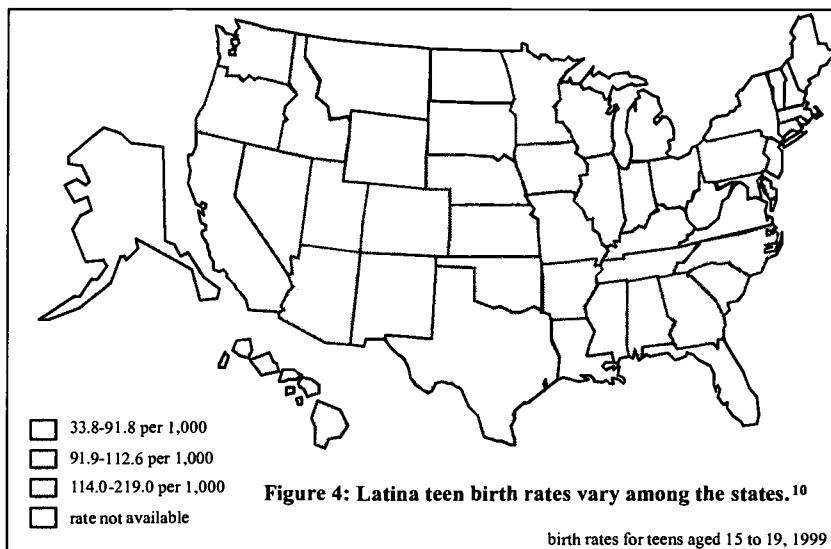 33.8-91.8 per 1,000
91.9-112.6 per 1,000
114.0-219.0 per 1,000
rate not available
Figure 4: Latina teen birth rates vary among the states.10
birth rates for teens aged 15 to 19, 1999